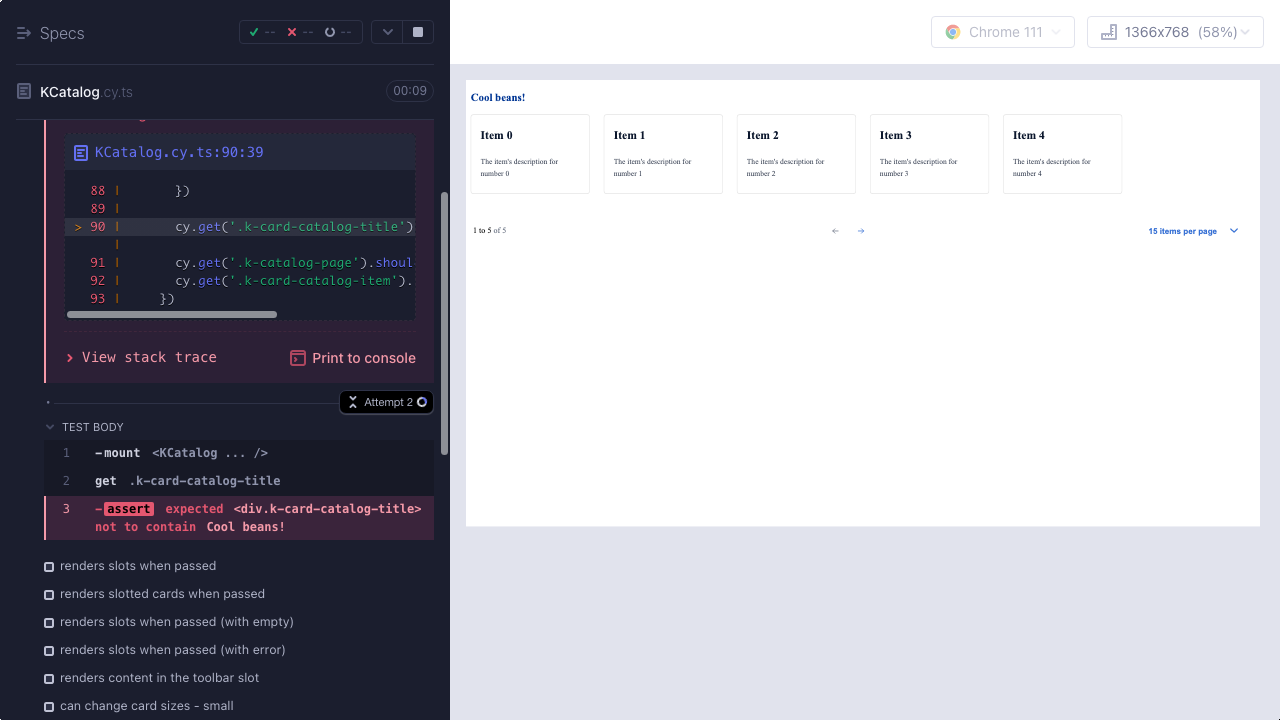 Specs
-- -- --
Chrome 111
1366x768 (58%)
KCatalog.cy.ts
00:09
KCatalog.cy.ts:90:39
88 | })
89 |
> 90 | cy.get('.k-card-catalog-title')
|
91 | cy.get('.k-catalog-page').shoul
92 | cy.get('.k-card-catalog-item').
93 | })
View stack trace
Print to console
Attempt 2
TEST BODY
1 -mount <KCatalog ... />
2 get .k-card-catalog-title
3 -assert expected <div.k-card-catalog-title>
not to contain Cool beans!
renders slots when passed
renders slotted cards when passed
renders slots when passed (with empty)
renders slots when passed (with error)
renders content in the toolbar slot
can change card sizes - small
Cool beans!
Item 0
The item's description for
number 0
Item 1
The item's description for
number 1
Item 2
The item's description for
number 2
Item 3
The item's description for
number 3
Item 4
The item's description for
number 4
1 to 5 of 5
15 items per page